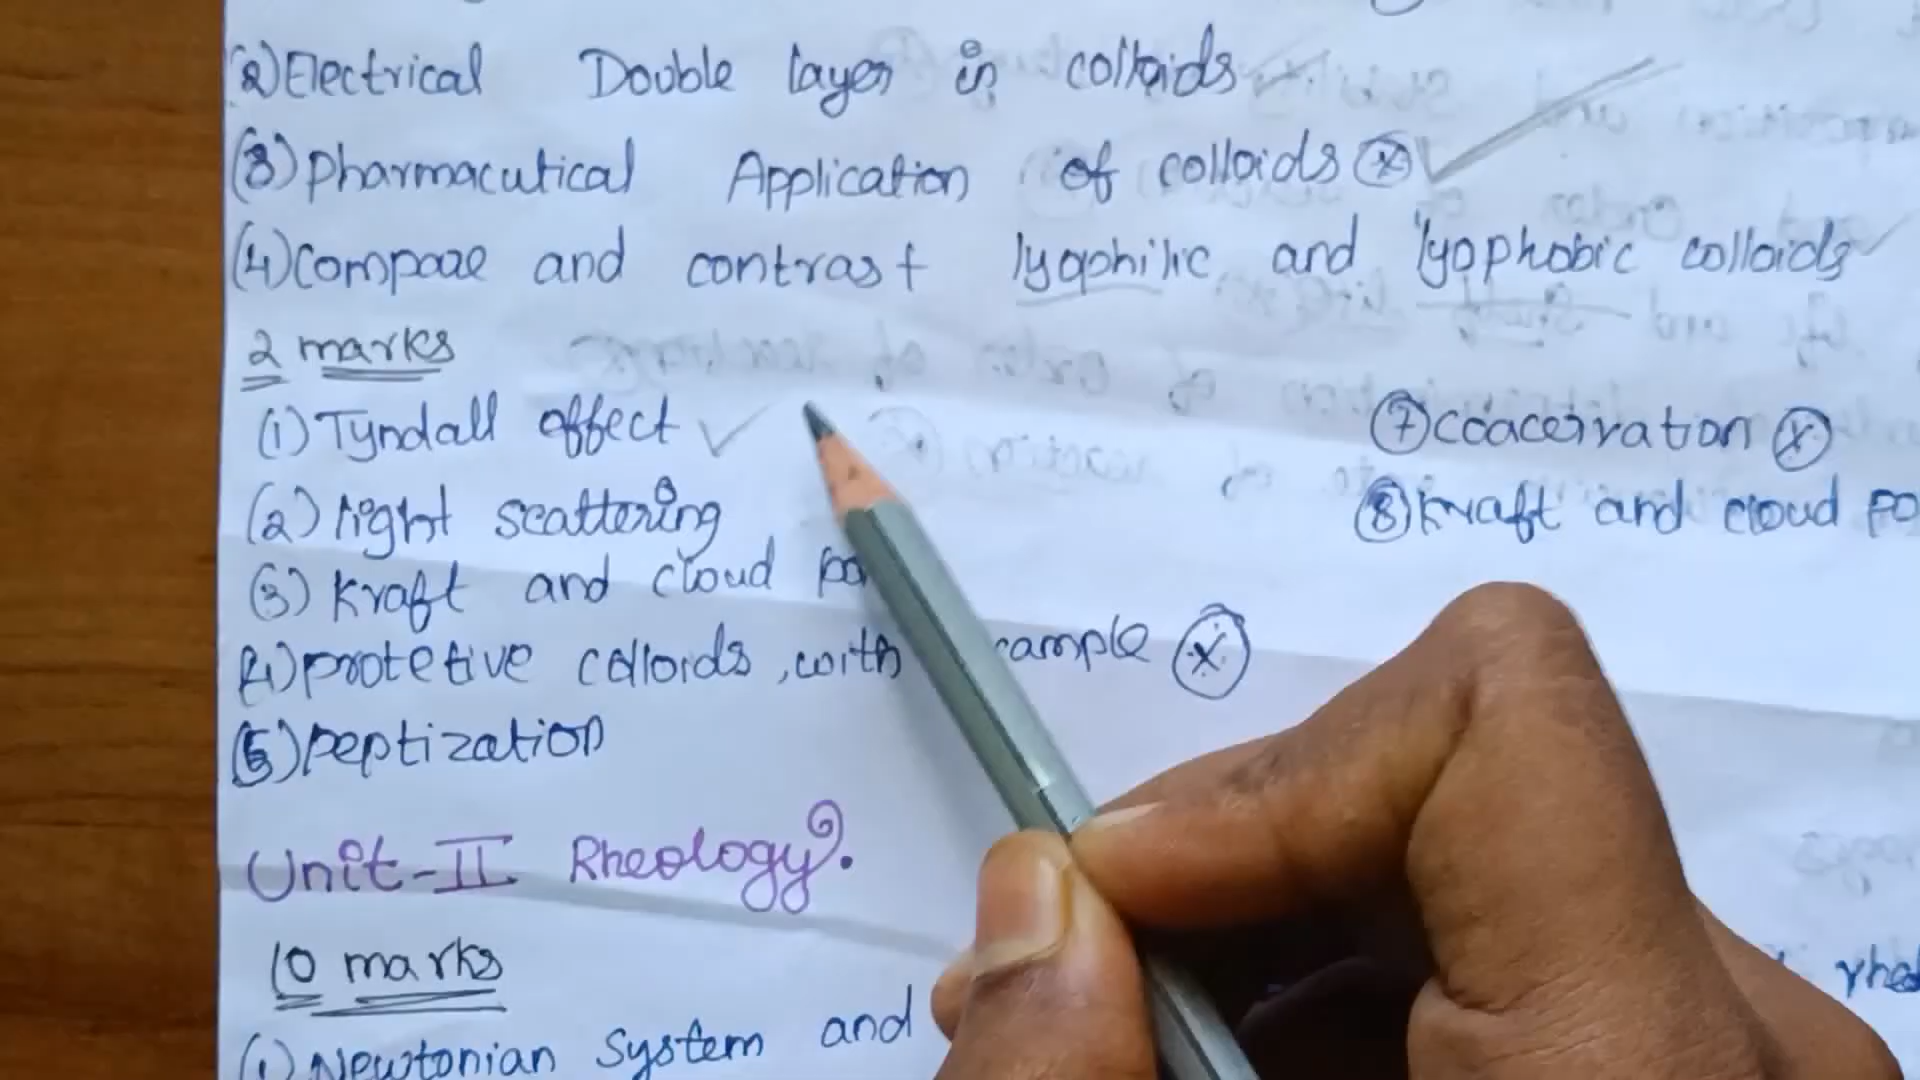 (2)Electrical Double layer in colloids
(3)pharmacutical Application of colloids
(4)Compare and contrast lyophilic and lyophobic colloids
2 marks
(1)Tyndall effect
(2)light scattering
(3)Kraft and cloud
(4)protetive colloids, with
(5)peptization
(7)coacervation
(8)Kraft and cloud
Unit-II Rheology.
10 marks
(1)Newtonian system and